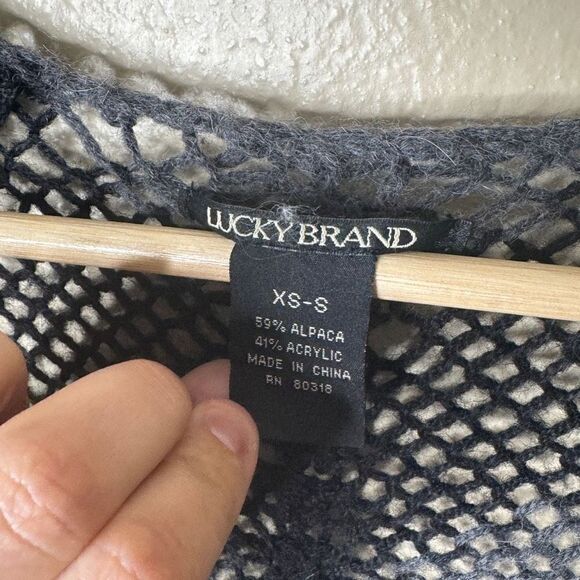 LUCKY BRAND
XS-S
59% ALPACA
41% ACRYLIC
MADE IN CHINA
RN 80318